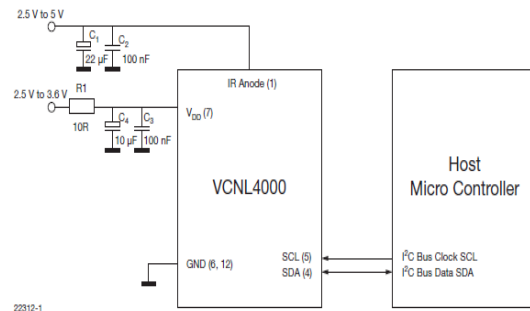 2.5 V to 5 V
C1 C2
22 µF 100 nF
IR Anode (1)
2.5 V to 3.6 V R1
10R
C4 C3
10 µF 100 nF
VDD (7)
VCNL4000
GND (6, 12)
SCL (5)
SDA (4)
Host
Micro Controller
I²C Bus Clock SCL
I²C Bus Data SDA
22312-1